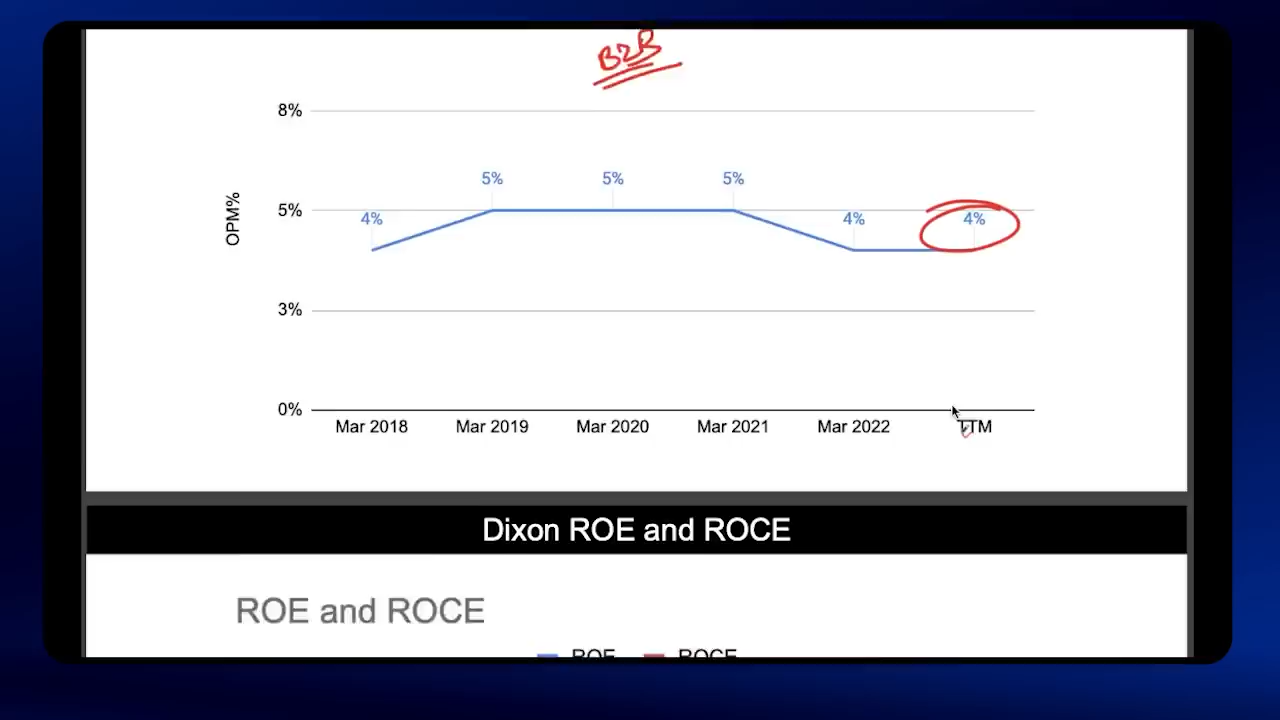 B2B
8%
5% 5% 5%
OPM%
5%
4% 4% 4%
3%
0%
Mar 2018 Mar 2019 Mar 2020 Mar 2021 Mar 2022 TTM
Dixon ROE and ROCE
ROE and ROCE
ROE ROCE